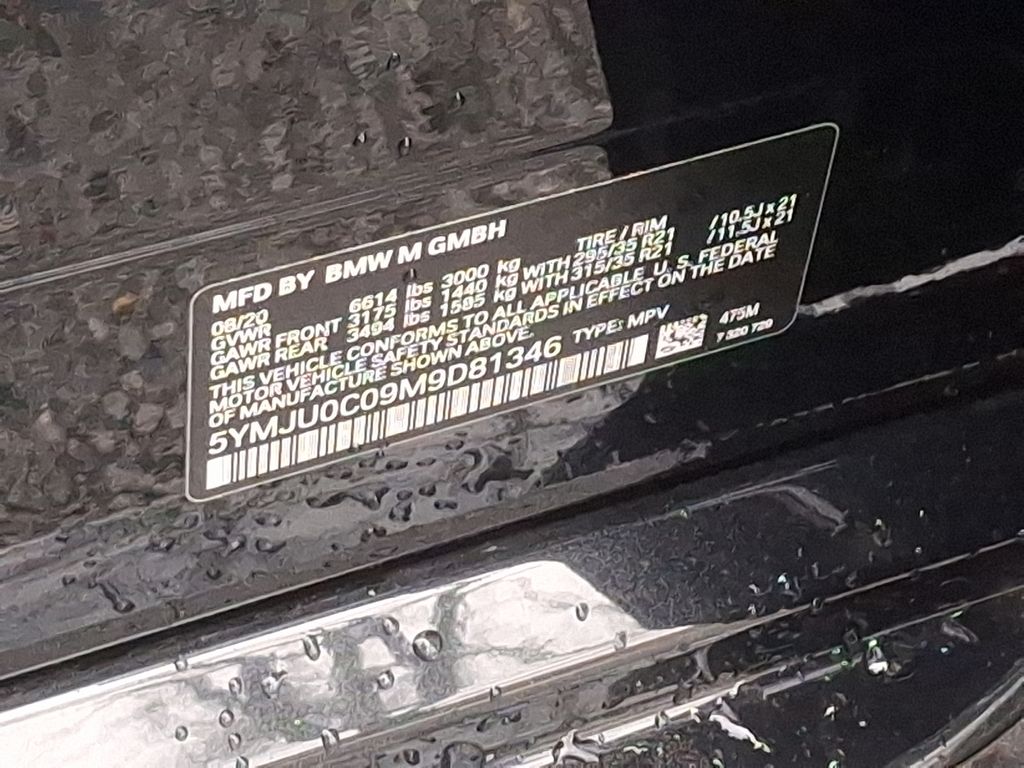 MFD BY BMW M GMBH
08/20 TIRE / RIM
GVWR 6614 lbs 3000 kg
GAWR FRONT 3175 lbs 1440 kg WITH 295/35 R21 / 10.5J x 21
GAWR REAR 3494 lbs 1585 kg WITH 315/35 R21 / 11.5J x 21
THIS VEHICLE CONFORMS TO ALL APPLICABLE U. S. FEDERAL
MOTOR VEHICLE SAFETY STANDARDS IN EFFECT ON THE DATE
OF MANUFACTURE SHOWN ABOVE.
5YMJU0C09M9D81346 TYPE: MPV 475M